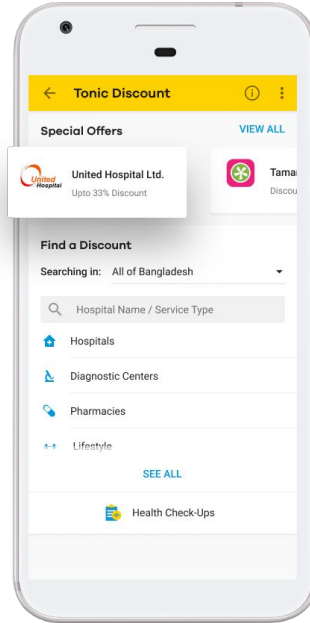 Tonic Discount
Special Offers
VIEW ALL
United
Hospital
United Hospital Ltd.
Upto 33% Discount
Tama
Discou
Find a Discount
Searching in: All of Bangladesh
Hospital Name / Service Type
Hospitals
Diagnostic Centers
Pharmacies
Lifestyle
SEE ALL
Health Check-Ups